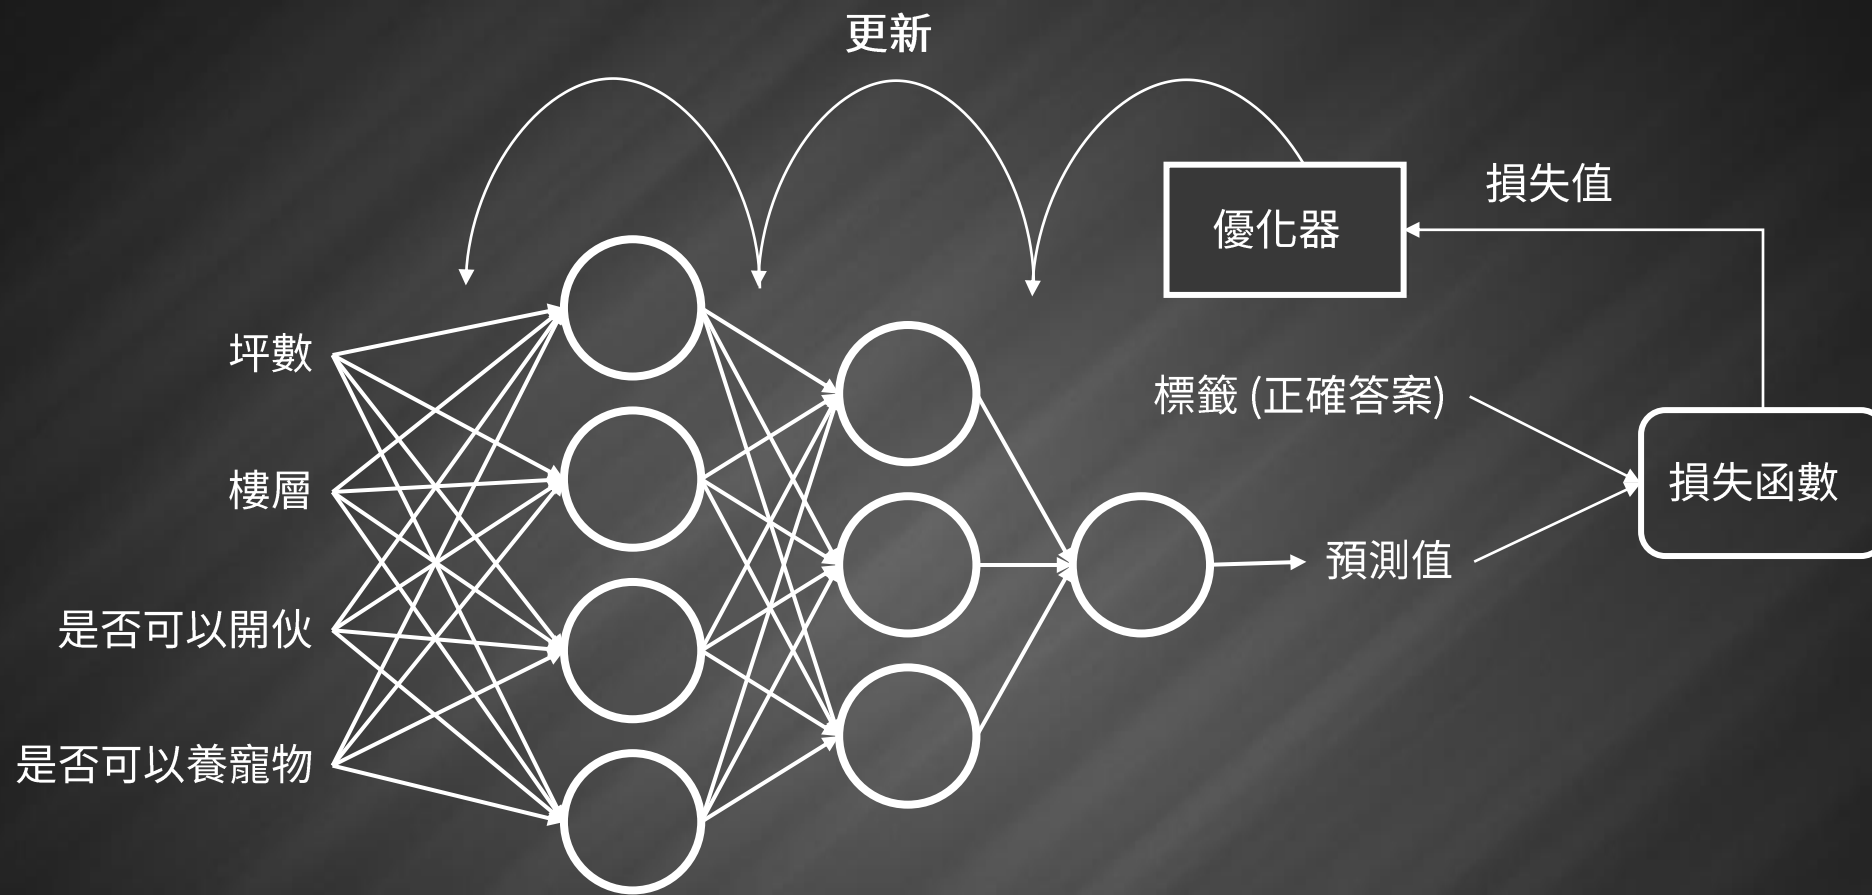 更新
損失值
優化器
坪數
標籤 (正確答案)
樓層
損失函數
預測值
是否可以開伙
是否可以養寵物